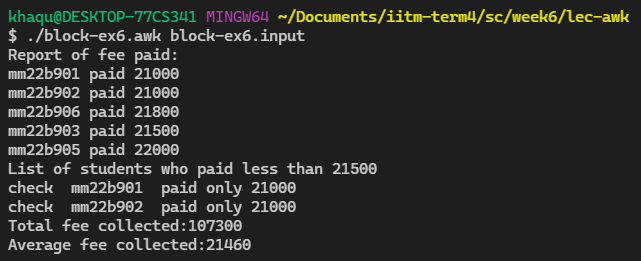 khaqu@DESKTOP-77CS341 MINGW64 ~/Documents/iitm-term4/sc/week6/lec-awk
$ ./block-ex6.awk block-ex6.input
Report of fee paid:
mm22b901 paid 21000
mm22b902 paid 21000
mm22b906 paid 21800
mm22b903 paid 21500
mm22b905 paid 22000
List of students who paid less than 21500
check  mm22b901  paid only 21000
check  mm22b902  paid only 21000
Total fee collected:107300
Average fee collected:21460